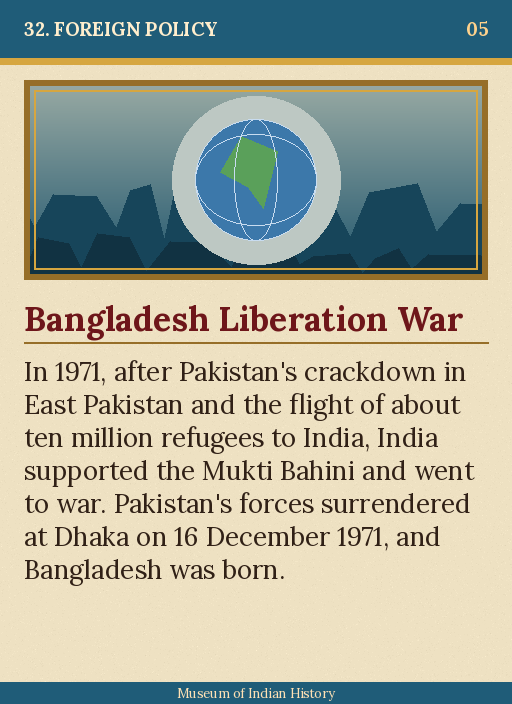 32. FOREIGN POLICY
05
Bangladesh Liberation War
In 1971, after Pakistan's crackdown in
East Pakistan and the flight of about
ten million refugees to India, India
supported the Mukti Bahini and went
to war. Pakistan's forces surrendered
at Dhaka on 16 December 1971, and
Bangladesh was born.
Museum of Indian History